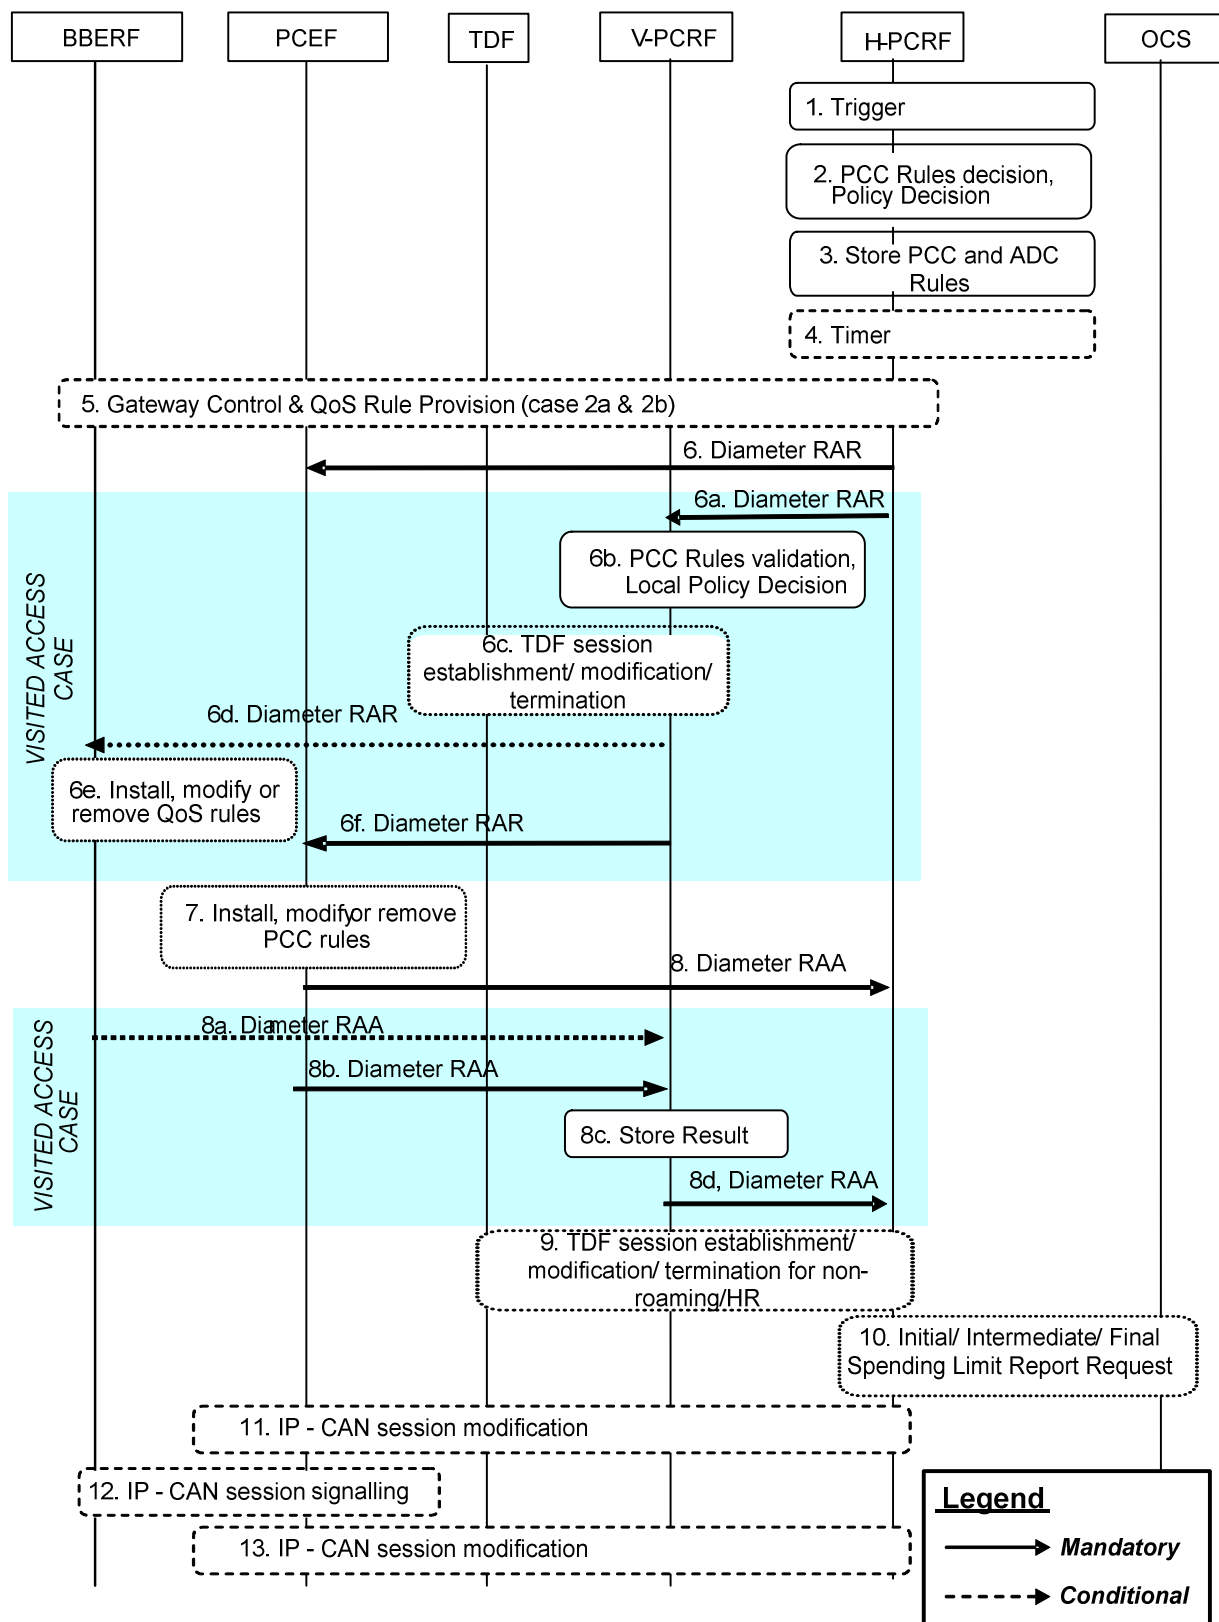 BBERF
PCEF
TDF
V-PCRF
H-PCRF
OCS
1. Trigger
2. PCC Rules decision,
Policy Decision
3. Store PCC and ADC
Rules
4. Timer
5. Gateway Control & QoS Rule Provision (case 2a & 2b)
6. Diameter RAR
6a. Diameter RAR
VISITED ACCESS
CASE
6b. PCC Rules validation,
Local Policy Decision
6c. TDF session
establishment/ modification/
termination
6d. Diameter RAR
6e. Install, modify or
remove QoS rules
6f. Diameter RAR
7. Install, modify or remove
PCC rules
8. Diameter RAA
VISITED ACCESS
CASE
8a. Diameter RAA
8b. Diameter RAA
8c. Store Result
8d, Diameter RAA
9. TDF session establishment/
modification/ termination for non-
roaming/HR
10. Initial/ Intermediate/ Final
Spending Limit Report Request
11. IP - CAN session modification
12. IP - CAN session signalling
13. IP - CAN session modification
Legend
Mandatory
Conditional